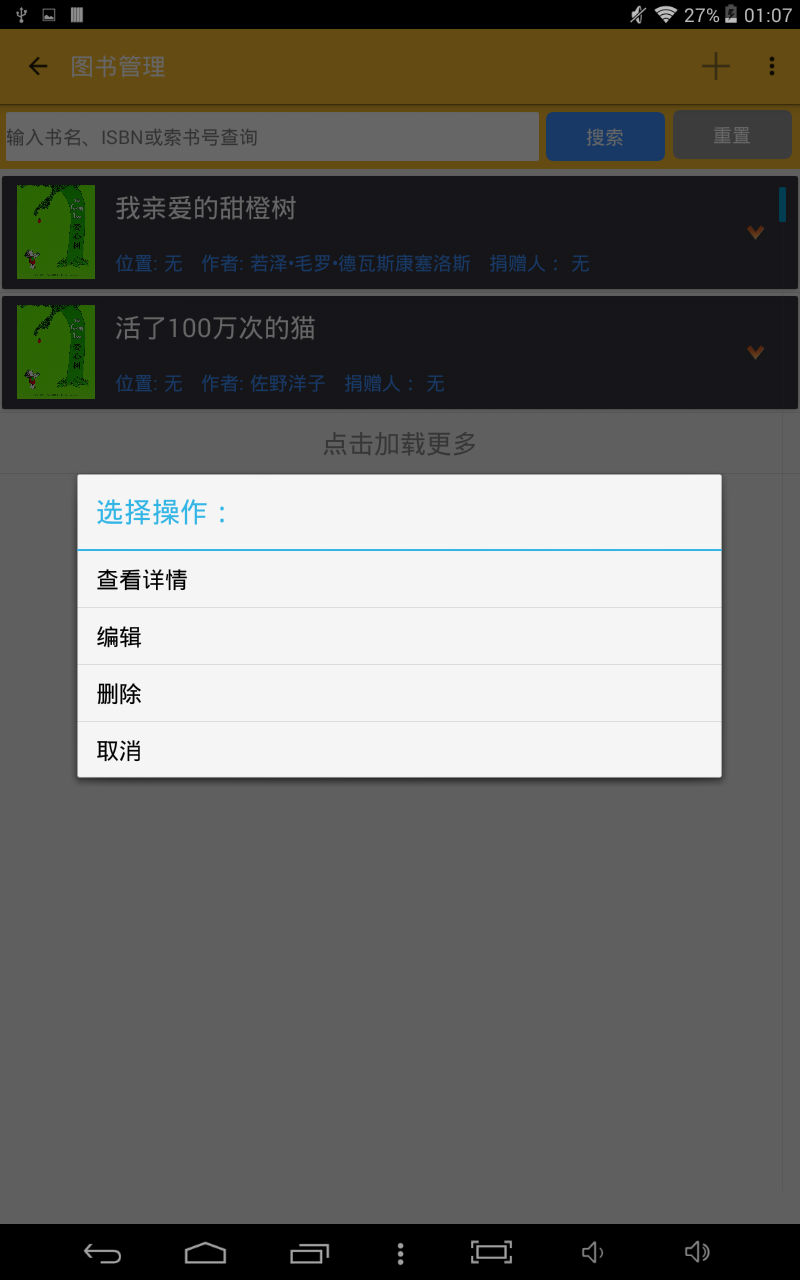 27% 01:07
图书管理
输入书名、ISBN或索书号查询 搜索 重置
我亲爱的甜橙树
位置: 无 作者: 若泽•毛罗•德瓦斯康塞洛斯 捐赠人 : 无
活了100万次的猫
位置: 无 作者: 佐野洋子 捐赠人 : 无
点击加载更多
选择操作：
查看详情
编辑
删除
取消